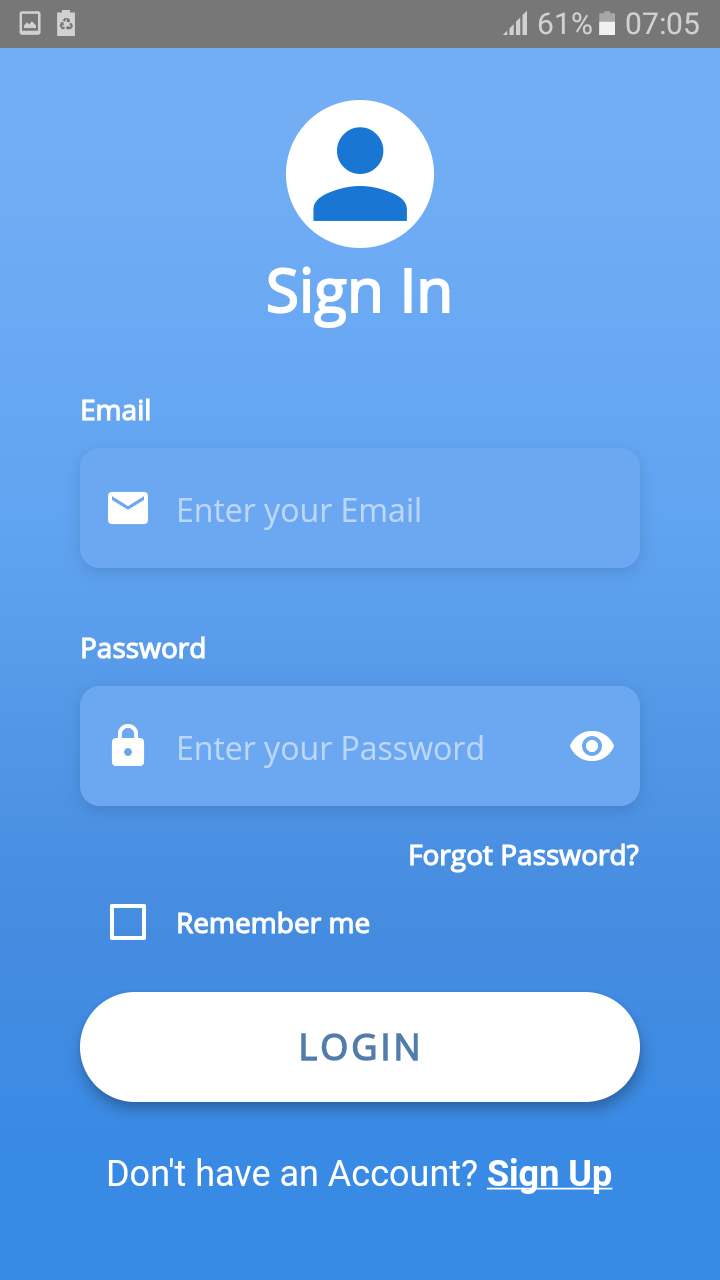 61% 07:05
Sign In
Email
Enter your Email
Password
Enter your Password
Forgot Password?
Remember me
LOGIN
Don't have an Account? Sign Up